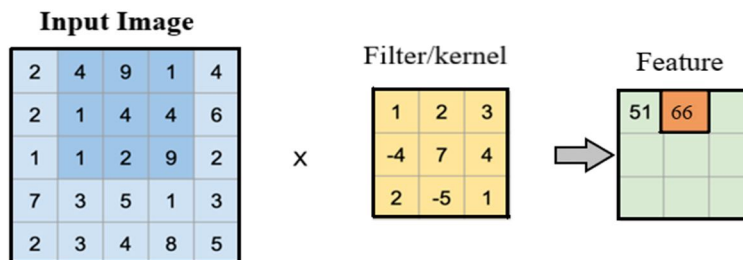 Input Image
Filter/kernel
Feature
2 4 9 1 4
2 1 4 4 6
1 1 2 9 2
7 3 5 1 3
2 3 4 8 5
x
1 2 3
-4 7 4
2 -5 1
51 66